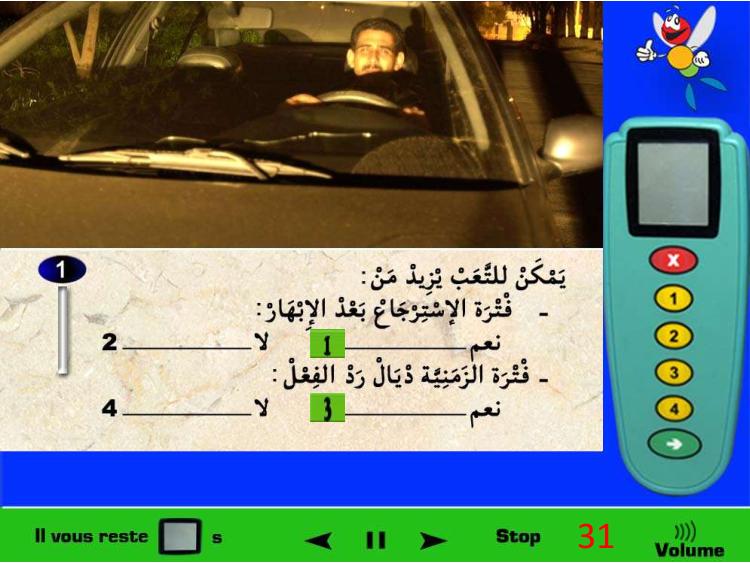 1
يَمْكَنْ للتَّعَبْ يْزِيدْ مَنْ:
- فْتْرَة الإسْتِرْجَاعْ بَعْدْ الإِبْهَارْ:
نعم 1 لا 2
- فْتْرَة الزَمَنِيَّة دْيَالْ رَدْ الفِعْلْ:
نعم 3 لا 4
X
1
2
3
4
Il vous reste s
Stop
31
Volume